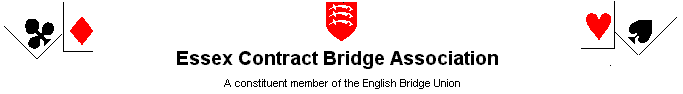 Essex Contract Bridge Association
A constituent member of the English Bridge Union